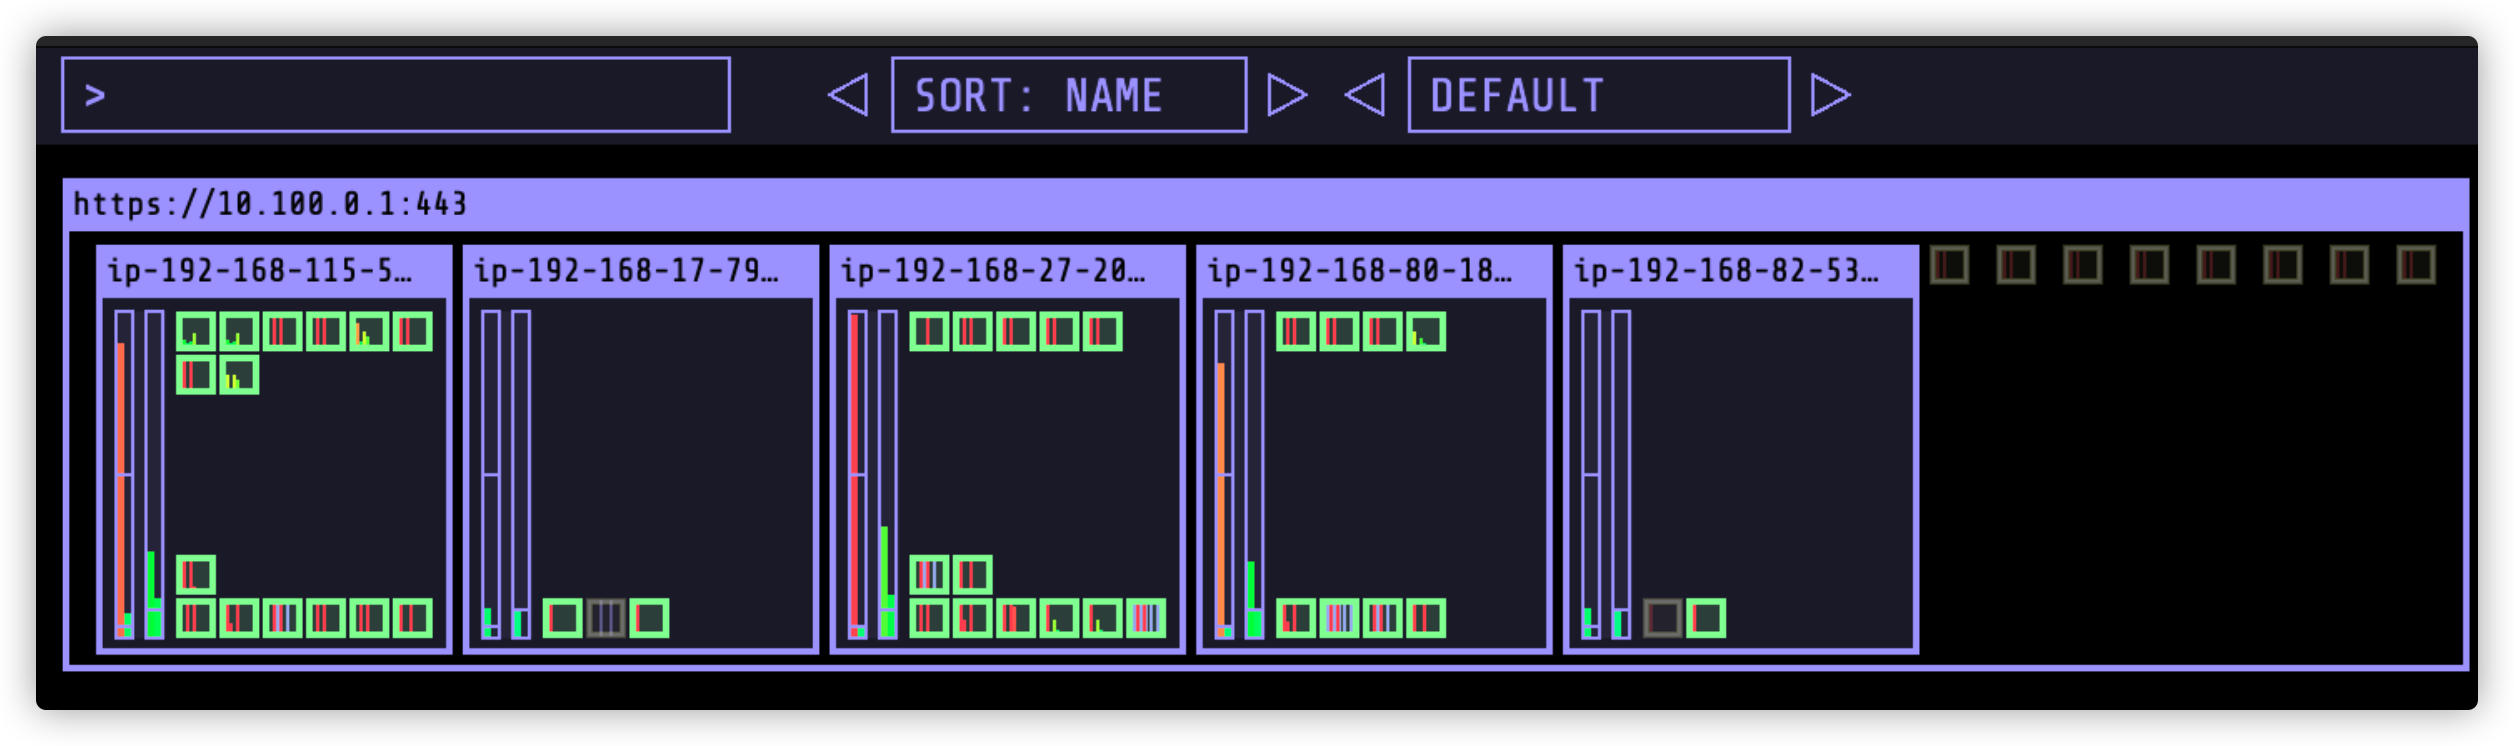 >
SORT: NAME
DEFAULT
https://10.100.0.1:443
ip-192-168-115-5…
ip-192-168-17-79…
ip-192-168-27-20…
ip-192-168-80-18…
ip-192-168-82-53…